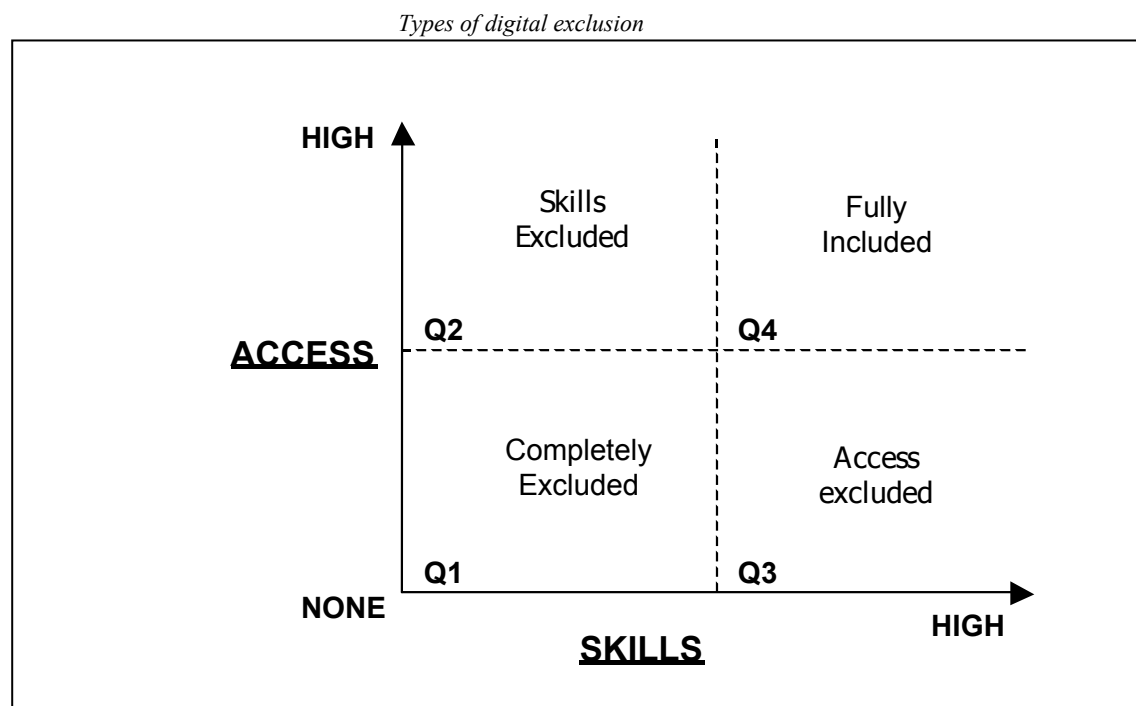 Types of digital exclusion
HIGH
Skills
Excluded
Fully
Included
Q2
Q4
ACCESS
Completely
Excluded
Access
excluded
Q1
Q3
NONE
HIGH
SKILLS